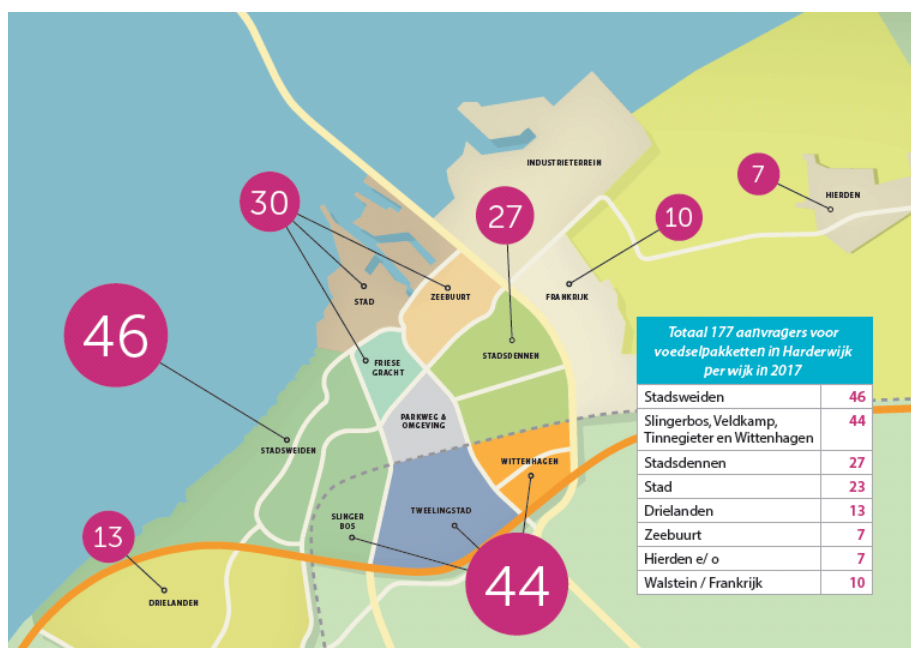 INDUSTRIETERREIN
7
HIERDEN
30
27
10
STAD
ZEEBUURT
FRANKRIJK
46
FRIESE
GRACHT
STADSDENNEN
PARKWEG &
OMGEVING
STADSWEIDEN
WITTENHAGEN
SLINGER
BOS
TWEELINGSTAD
13
44
DRIELANDEN
Totaal 177 aanvragers voor
voedselpakketten in Harderwijk
per wijk in 2017
Stadsweiden 46
Slingerbos, Veldkamp, 44
Tinnegieter en Wittenhagen
Stadsdennen 27
Stad 23
Drielanden 13
Zeebuurt 7
Hierden e/ o 7
Walstein / Frankrijk 10